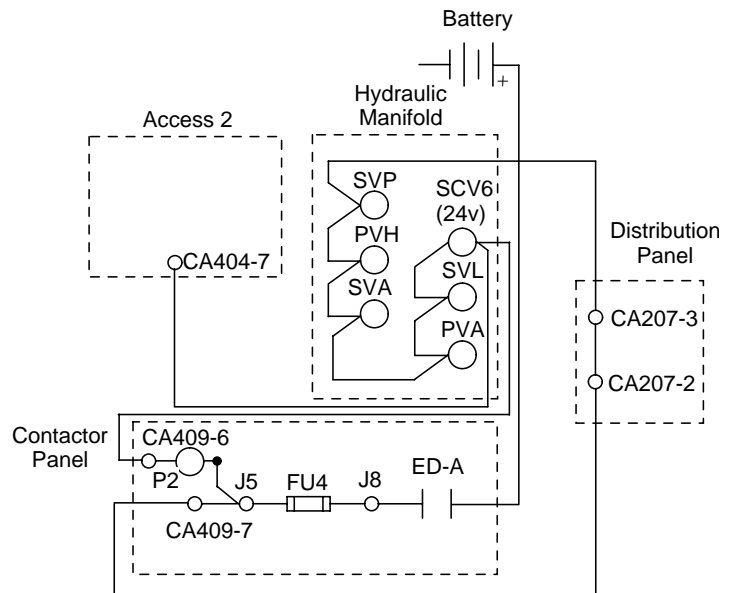 Battery
+
Hydraulic
Manifold
Access 2
SVP
SCV6
(24v)
PVH
Distribution
Panel
CA404-7
SVL
SVA
CA207-3
PVA
CA207-2
Contactor
Panel
CA409-6
P2
J5
FU4
J8
ED-A
CA409-7